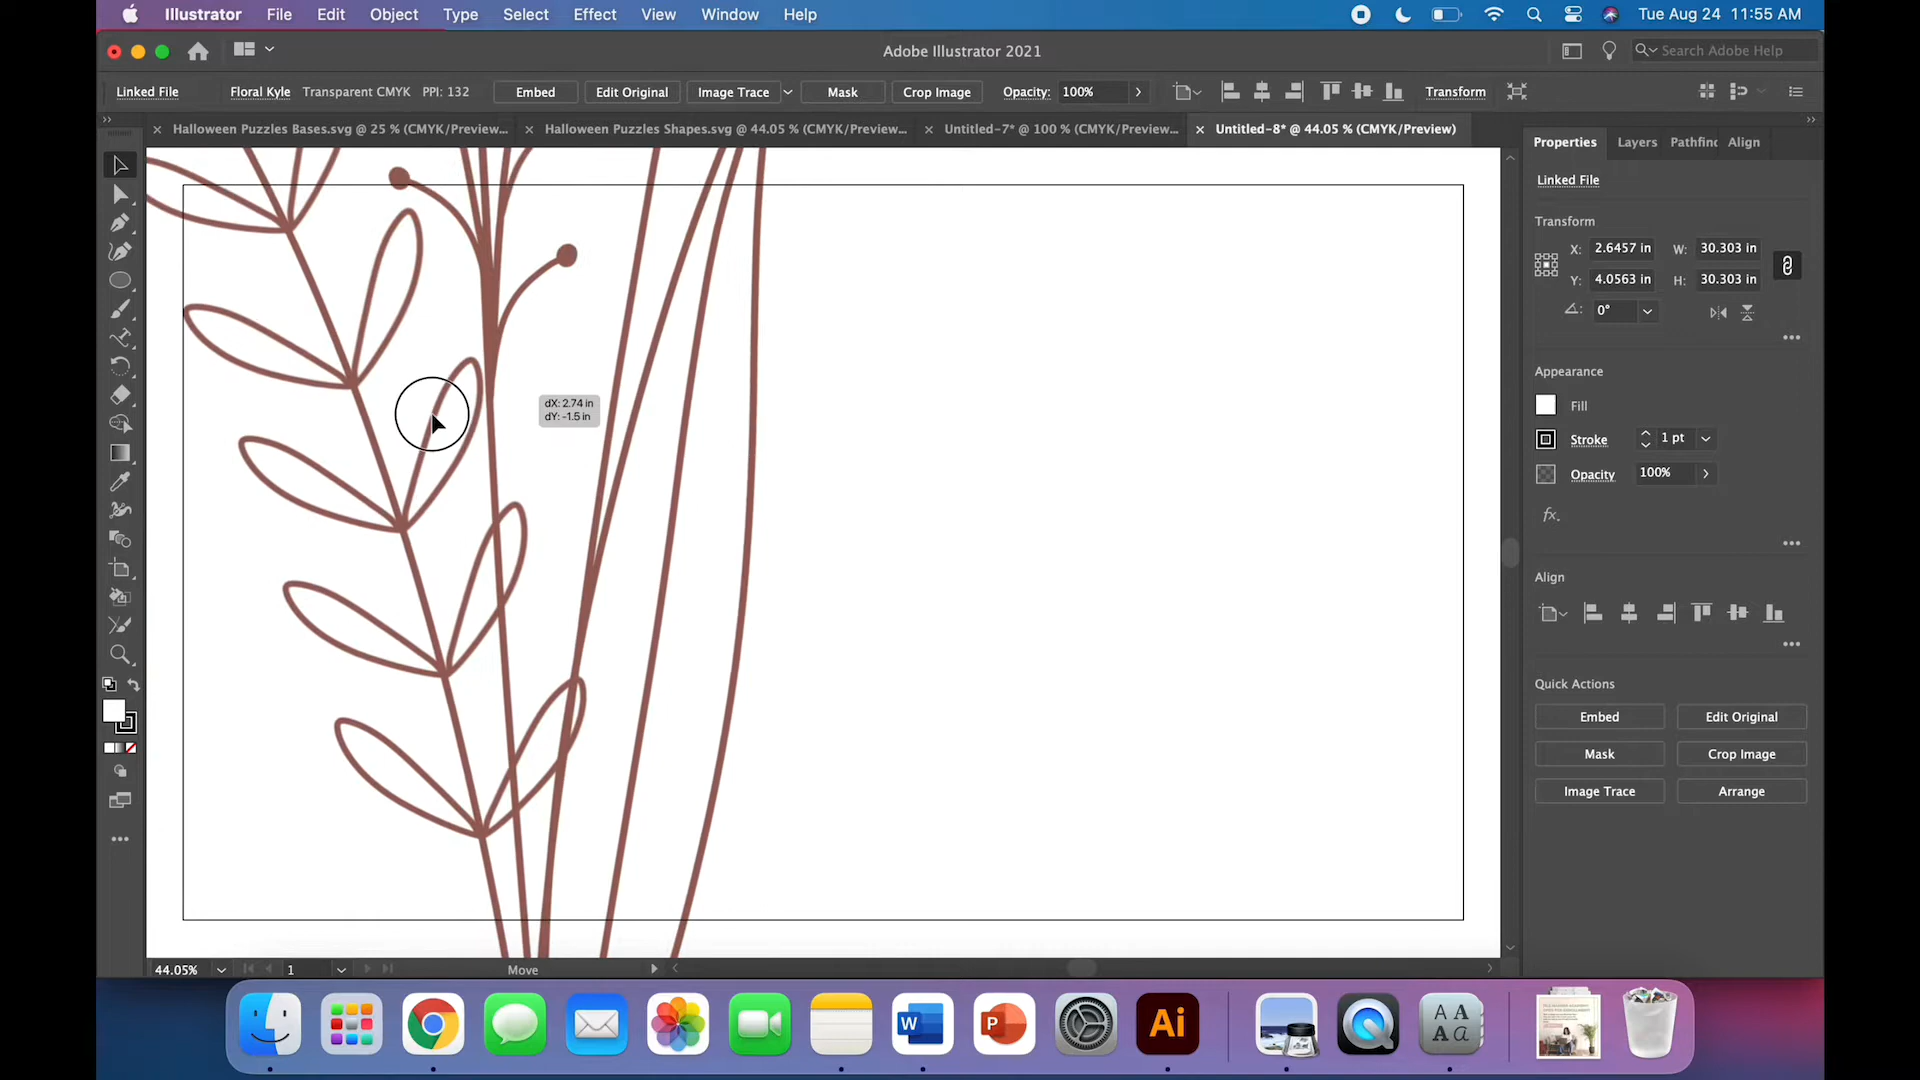 Illustrator File Edit Object Type Select Effect View Window Help Tue Aug 24 11:55 AM
Adobe Illustrator 2021 Search Adobe Help
Linked File Floral Kyle Transparent CMYK PPI: 132 Embed Edit Original Image Trace Mask Crop Image Opacity: 100% Transform
Halloween Puzzles Bases.svg @ 25 % (CMYK/Preview... Halloween Puzzles Shapes.svg @ 44.05 % (CMYK/Preview... Untitled-7* @ 100 % (CMYK/Preview... Untitled-8* @ 44.05 % (CMYK/Preview)
Properties Layers Pathfinc Align
Linked File
Transform
X: 2.6457 in W: 30.303 in
Y: 4.0563 in H: 30.303 in
0°
Appearance
Fill
Stroke 1 pt
Opacity 100%
fx.
dX: 2.74 in
dY: -1.5 in
Align
Quick Actions
Embed Edit Original
Mask Crop Image
Image Trace Arrange
44.05% 1 Move
W P Ai A A
A a